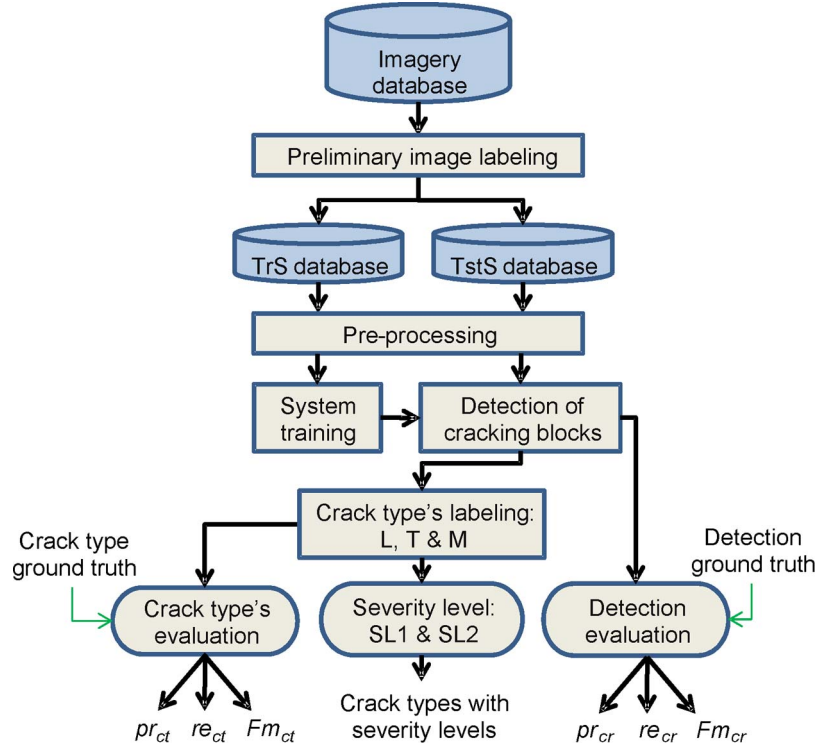 Imagery
database
Preliminary image labeling
TrS database
TstS database
Pre-processing
System
training
Detection of
cracking blocks
Crack type's labeling:
L, T & M
Crack type
ground truth
Detection
ground truth
Crack type's
evaluation
Severity level:
SL1 & SL2
Detection
evaluation
pr_ct re_ct Fm_ct
Crack types with
severity levels
pr_cr re_cr Fm_cr